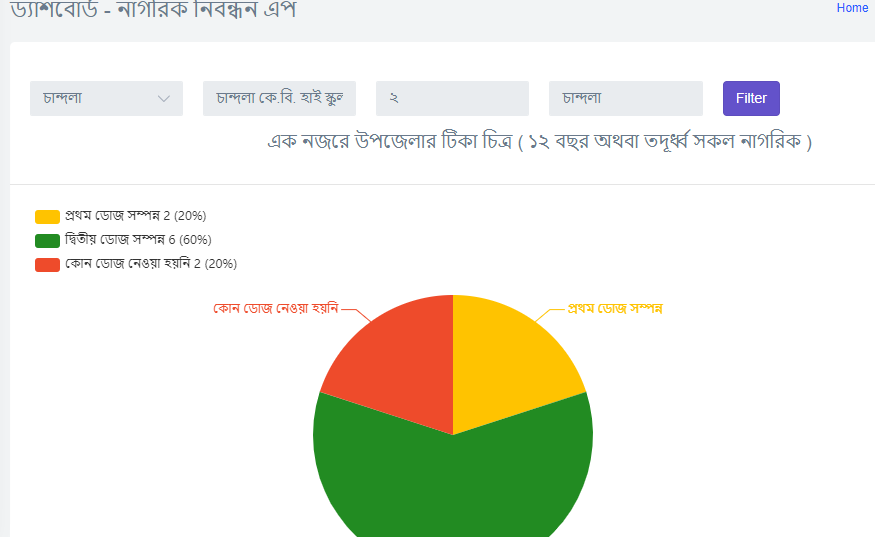 ড্যাশবোর্ড - নাগরিক নিবন্ধন এপ
Home
চান্দলা
চান্দলা কে.বি. হাই স্কুল
২
চান্দলা
Filter
এক নজরে উপজেলার টিকা চিত্র ( ১২ বছর অথবা তদূর্ধ্ব সকল নাগরিক )
প্রথম ডোজ সম্পন্ন 2 (20%)
দ্বিতীয় ডোজ সম্পন্ন 6 (60%)
কোন ডোজ নেওয়া হয়নি 2 (20%)
কোন ডোজ নেওয়া হয়নি
প্রথম ডোজ সম্পন্ন